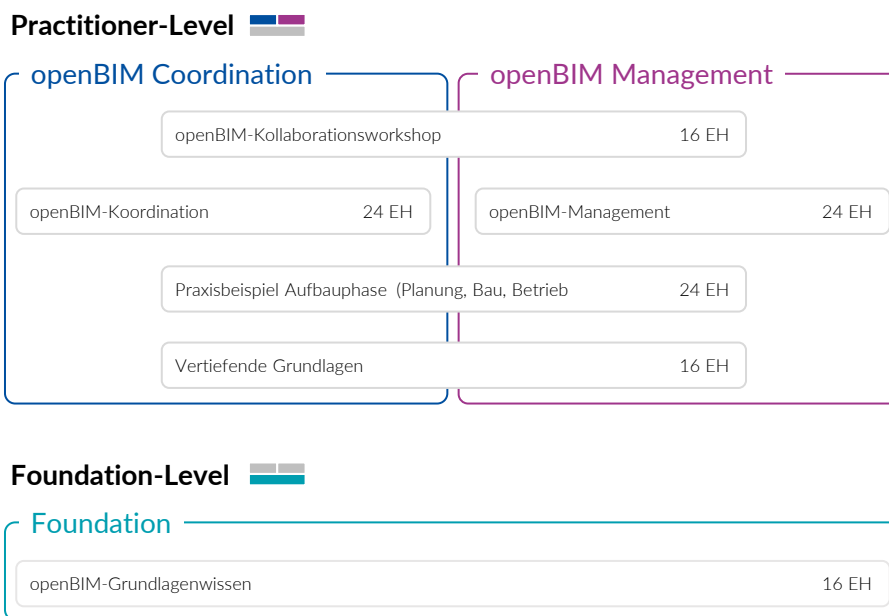 Practitioner-Level
openBIM Coordination
openBIM Management
openBIM-Kollaborationsworkshop 16 EH
openBIM-Koordination 24 EH
openBIM-Management 24 EH
Praxisbeispiel Aufbauphase (Planung, Bau, Betrieb 24 EH
Vertiefende Grundlagen 16 EH
Foundation-Level
Foundation
openBIM-Grundlagenwissen 16 EH